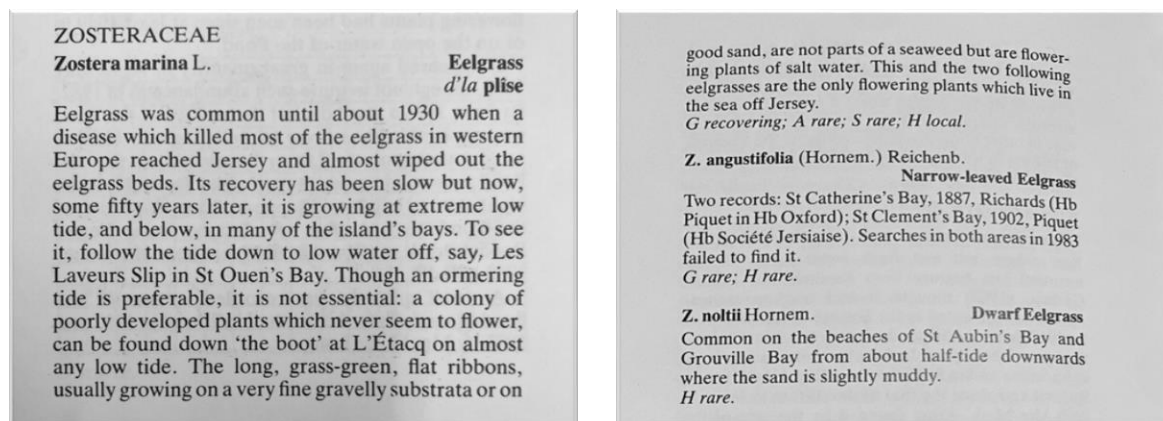 ZOSTERACEAE
Zostera marina L. Eelgrass
d'la plîse
Eelgrass was common until about 1930 when a
disease which killed most of the eelgrass in western
Europe reached Jersey and almost wiped out the
eelgrass beds. Its recovery has been slow but now,
some fifty years later, it is growing at extreme low
tide, and below, in many of the island's bays. To see
it, follow the tide down to low water off, say, Les
Laveurs Slip in St Ouen's Bay. Though an ormering
tide is preferable, it is not essential: a colony of
poorly developed plants which never seem to flower,
can be found down 'the boot' at L'Étacq on almost
any low tide. The long, grass-green, flat ribbons,
usually growing on a very fine gravelly substrata or on
good sand, are not parts of a seaweed but are flower-
ing plants of salt water. This and the two following
eelgrasses are the only flowering plants which live in
the sea off Jersey.
G recovering; A rare; S rare; H local.
Z. angustifolia (Hornem.) Reichenb.
Narrow-leaved Eelgrass
Two records: St Catherine's Bay, 1887, Richards (Hb
Piquet in Hb Oxford); St Clement's Bay, 1902, Piquet
(Hb Société Jersiaise). Searches in both areas in 1983
failed to find it.
G rare; H rare.
Z. noltii Hornem. Dwarf Eelgrass
Common on the beaches of St Aubin's Bay and
Grouville Bay from about half-tide downwards
where the sand is slightly muddy.
H rare.